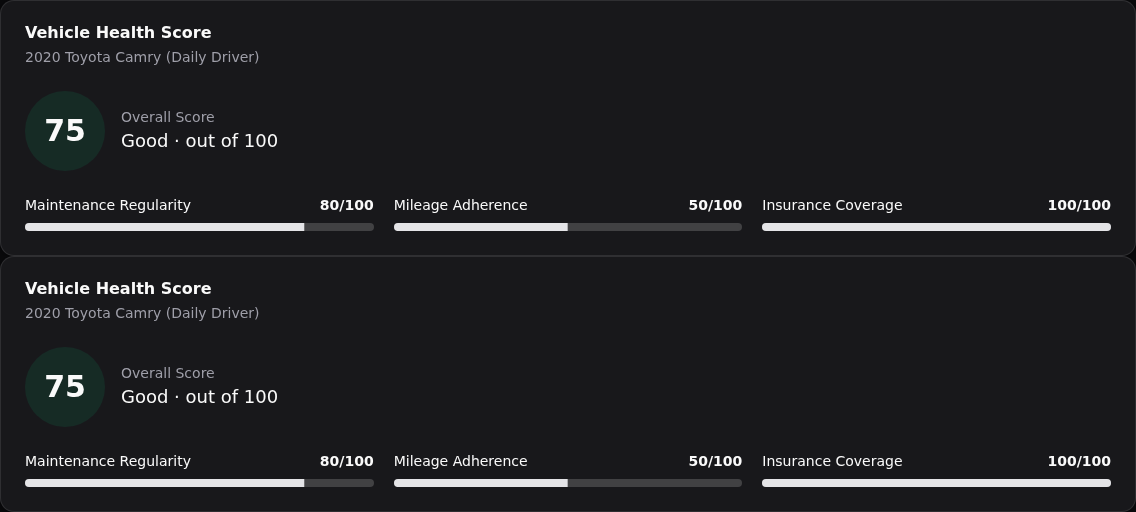 Vehicle Health Score
2020 Toyota Camry (Daily Driver)
75
Overall Score
Good · out of 100
Maintenance Regularity 80/100
Mileage Adherence 50/100
Insurance Coverage 100/100
Vehicle Health Score
2020 Toyota Camry (Daily Driver)
75
Overall Score
Good · out of 100
Maintenance Regularity 80/100
Mileage Adherence 50/100
Insurance Coverage 100/100